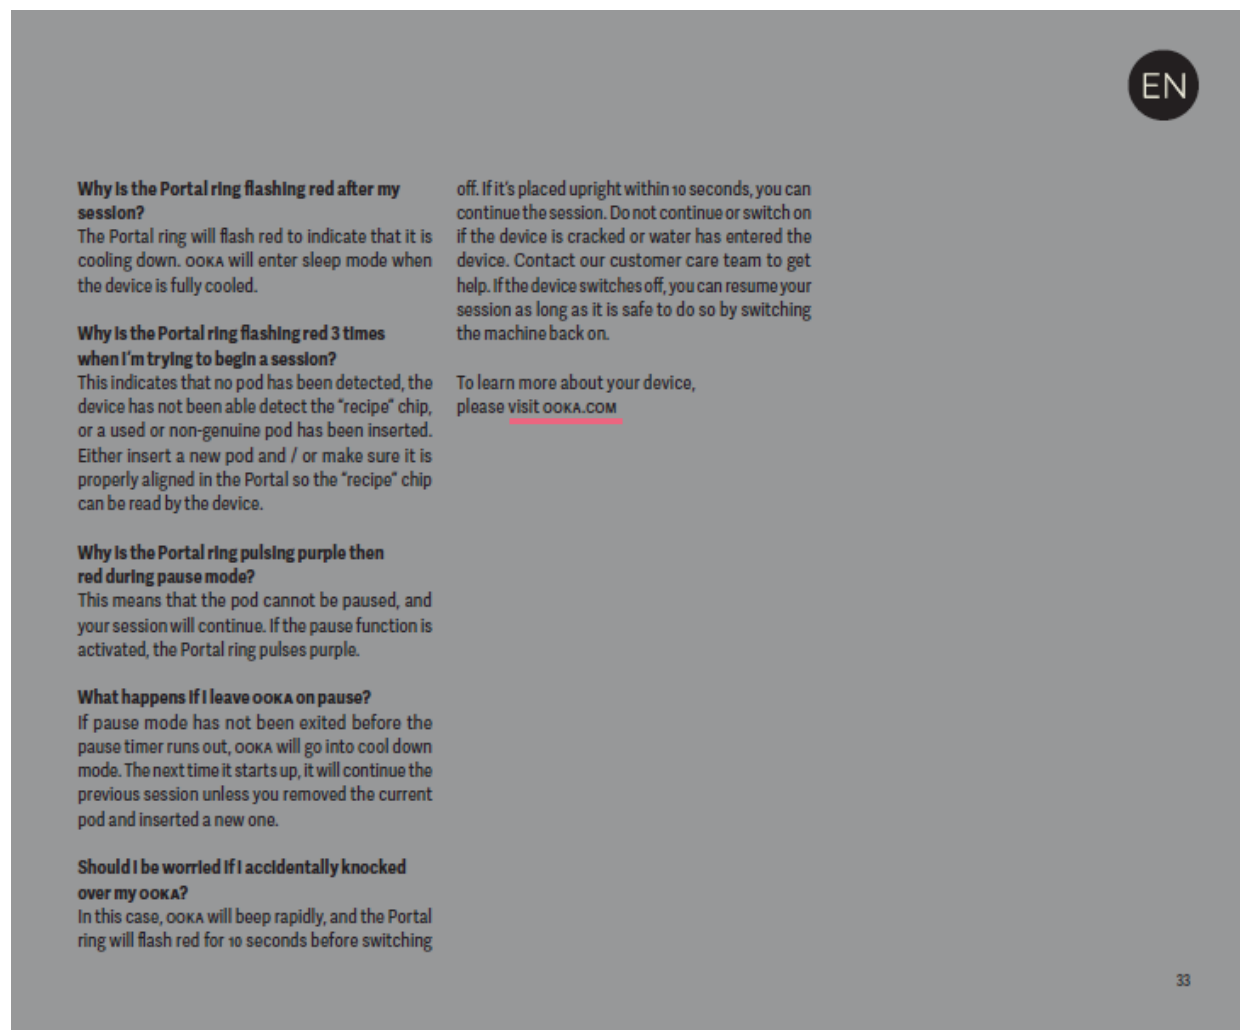 EN
Why is the Portal ring flashing red after my
session?
The Portal ring will flash red to indicate that it is
cooling down. OOKA will enter sleep mode when
the device is fully cooled.
Why is the Portal ring flashing red 3 times
when I'm trying to begin a session?
This indicates that no pod has been detected, the
device has not been able detect the “recipe” chip,
or a used or non-genuine pod has been inserted.
Either insert a new pod and / or make sure it is
properly aligned in the Portal so the “recipe” chip
can be read by the device.
Why is the Portal ring pulsing purple then
red during pause mode?
This means that the pod cannot be paused, and
your session will continue. If the pause function is
activated, the Portal ring pulses purple.
What happens if I leave OOKA on pause?
If pause mode has not been exited before the
pause timer runs out, OOKA will go into cool down
mode. The next time it starts up, it will continue the
previous session unless you removed the current
pod and inserted a new one.
Should I be worried if I accidentally knocked
over my OOKA?
In this case, OOKA will beep rapidly, and the Portal
ring will flash red for 10 seconds before switching
off. If it's placed upright within 10 seconds, you can
continue the session. Do not continue or switch on
if the device is cracked or water has entered the
device. Contact our customer care team to get
help. If the device switches off, you can resume your
session as long as it is safe to do so by switching
the machine back on.
To learn more about your device,
please visit OOKA.COM
33